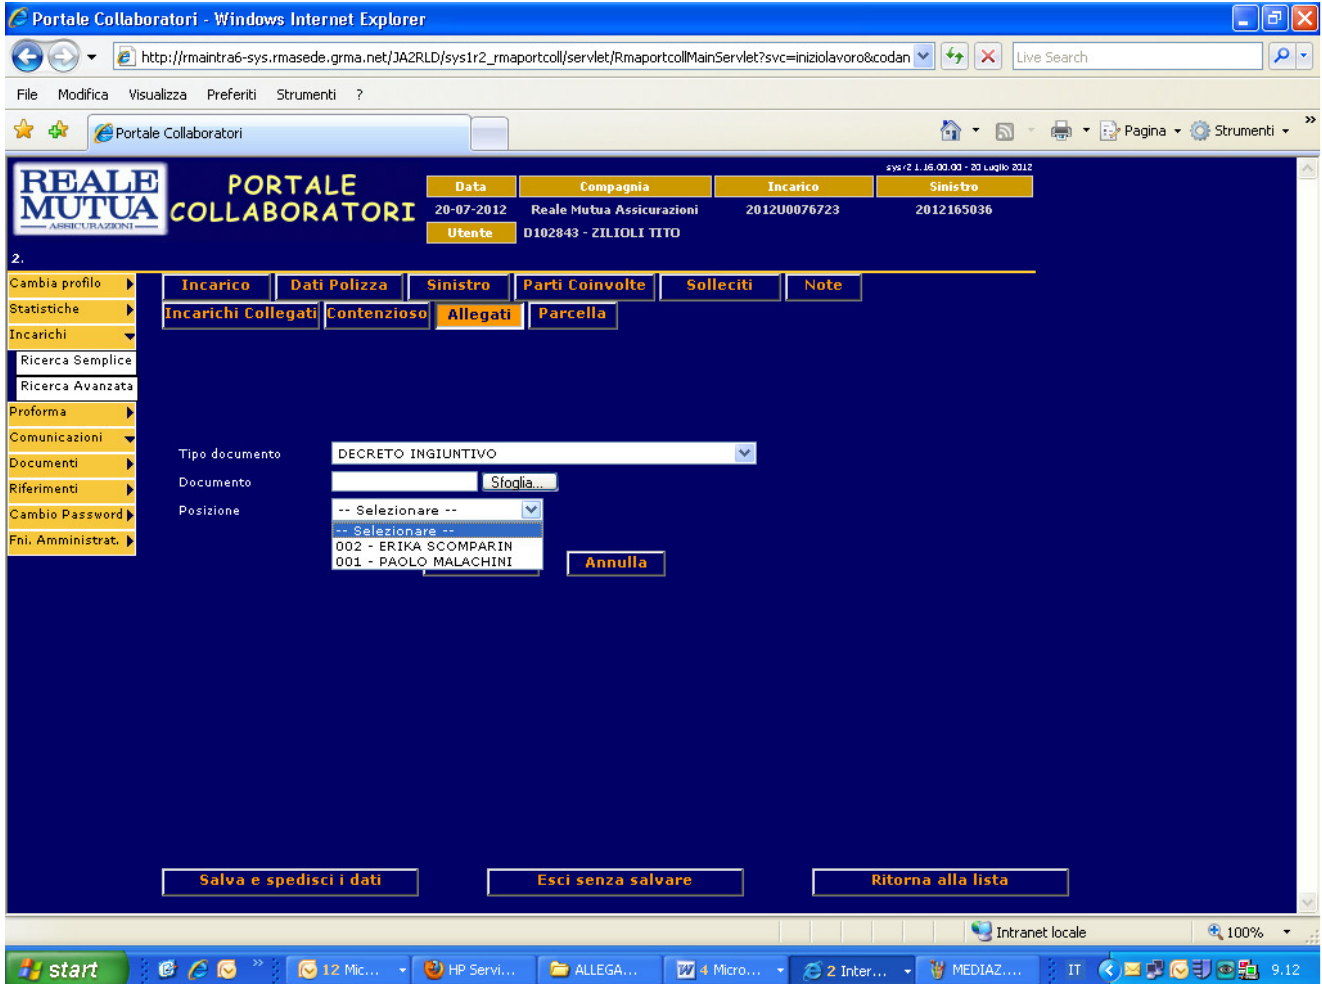 Portale Collaboratori - Windows Internet Explorer
http://rmaintra6-sys.rmasede.grma.net/JA2RLD/sys1r2_rmaportcoll/servlet/RmaportcollMainServlet?svc=iniziolavoro&codan
Live Search
File Modifica Visualizza Preferiti Strumenti ?
Portale Collaboratori
Pagina Strumenti »
sysr2 1.16.00.00 - 20 Luglio 2012
REALE MUTUA ASSICURAZIONI
PORTALE COLLABORATORI
Data Compagnia Incarico Sinistro
20-07-2012 Reale Mutua Assicurazioni 2012U0076723 2012165036
Utente D102843 - ZILIOLI TITO
2.
Cambia profilo
Statistiche
Incarichi
Ricerca Semplice
Ricerca Avanzata
Proforma
Comunicazioni
Documenti
Riferimenti
Cambio Password
Fni. Amministrat.
Incarico Dati Polizza Sinistro Parti Coinvolte Solleciti Note
Incarichi Collegati Contenzioso Allegati Parcella
Tipo documento DECRETO INGIUNTIVO
Documento Sfoglia...
Posizione -- Selezionare --
-- Selezionare --
002 - ERIKA SCOMPARIN
001 - PAOLO MALACHINI
Annulla
Salva e spedisci i dati Esci senza salvare Ritorna alla lista
Intranet locale 100%
start » 12 Mic... HP Servi... ALLEGA... 4 Micro... 2 Inter... MEDIAZ.... IT 9.12